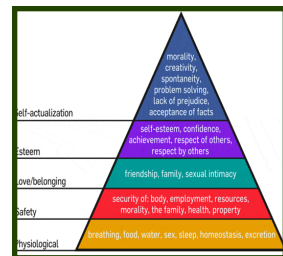 morality,
creativity,
spontaneity,
problem solving,
lack of prejudice,
acceptance of facts
Self-actualization
self-esteem, confidence,
achievement, respect of others,
respect by others
Esteem
friendship, family, sexual intimacy
Love/belonging
security of: body, employment, resources,
morality, the family, health, property
Safety
breathing, food, water, sex, sleep, homeostasis, excretion
Physiological